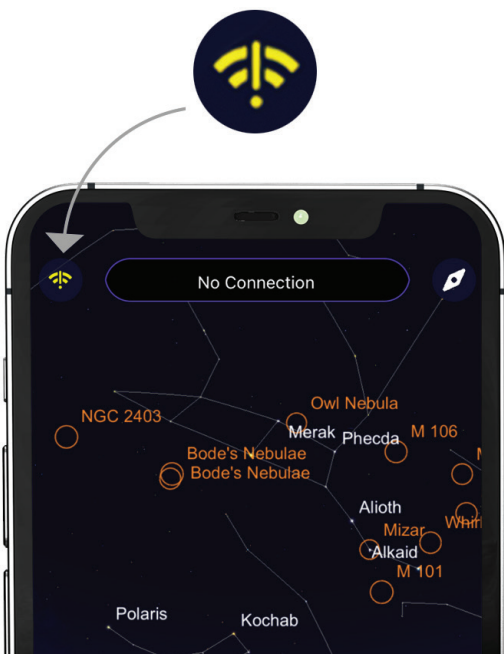 No Connection
Owl Nebula
NGC 2403
Merak
Phecda
M 106
Bode's Nebulae
Bode's Nebulae
Alioth
Mizar
Whirl
Alkaid
M 101
Polaris
Kochab